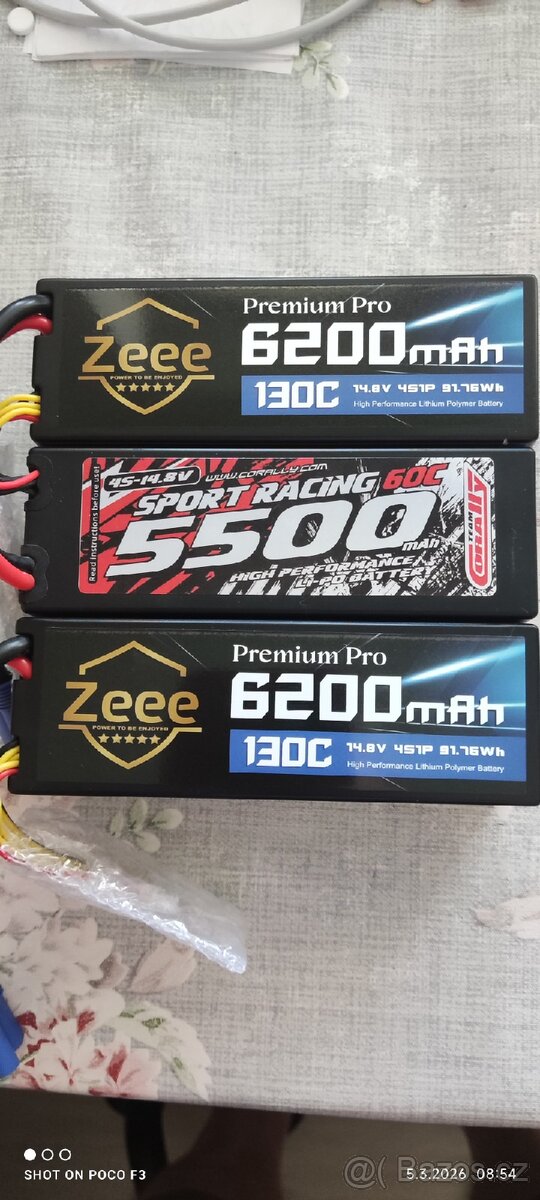 Premium Pro
Zeee
6200mAh
POWER TO BE ENJOYED
130C 14.8V 4S1P 91.76Wh
High Performance Lithium Polymer Battery
Read instructions before use!
4S-14.8V
WWW.CORALLY.COM
SPORT RACING 60C
5500mAh
HIGH PERFORMANCE
LI-PO BATTERY
TEAM CORALLY
Premium Pro
Zeee
6200mAh
POWER TO BE ENJOYED
130C 14.8V 4S1P 91.76Wh
High Performance Lithium Polymer Battery
SHOT ON POCO F3
@( Bezos.cz
5.3.2026 08:54